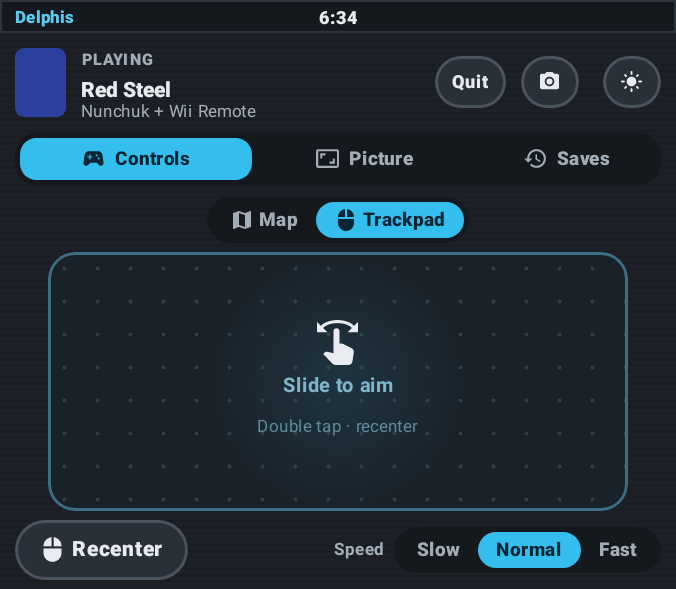 Delphis
6:34
PLAYING
Red Steel
Nunchuk + Wii Remote
Quit
Controls
Picture
Saves
Map
Trackpad
Slide to aim
Double tap · recenter
Recenter
Speed
Slow
Normal
Fast